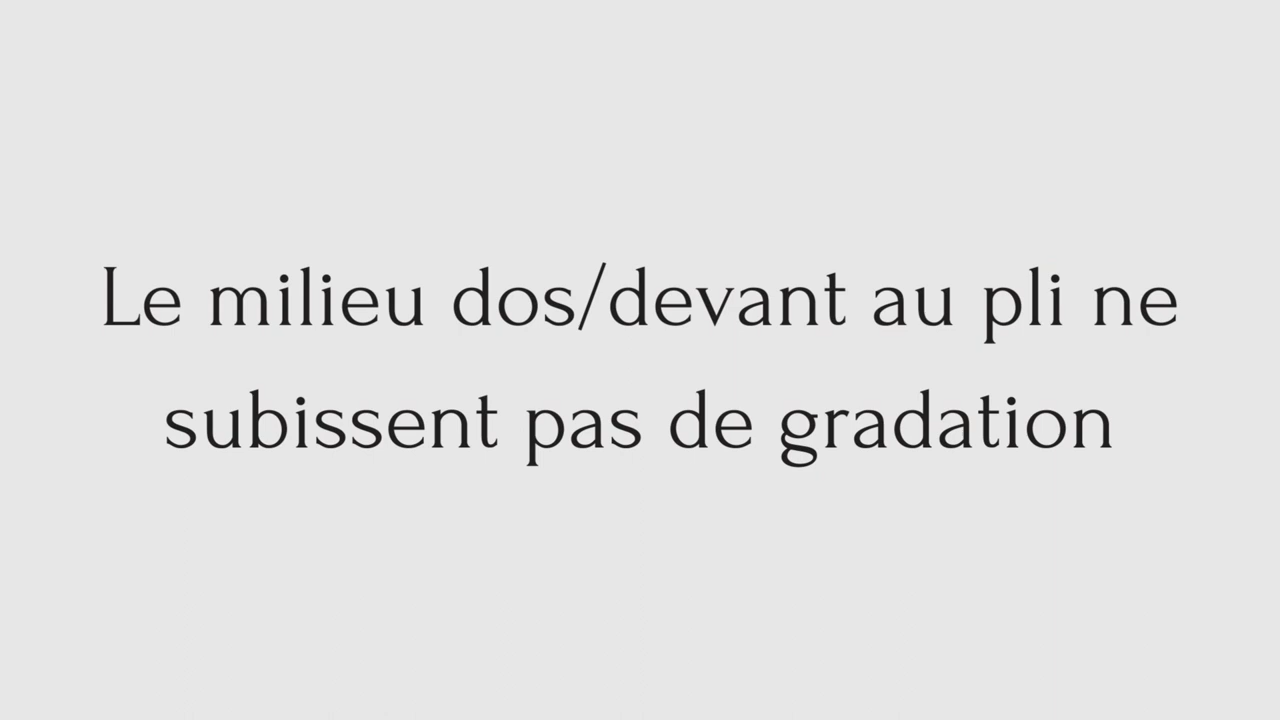 Le milieu dos/devant au pli ne
subissent pas de gradation